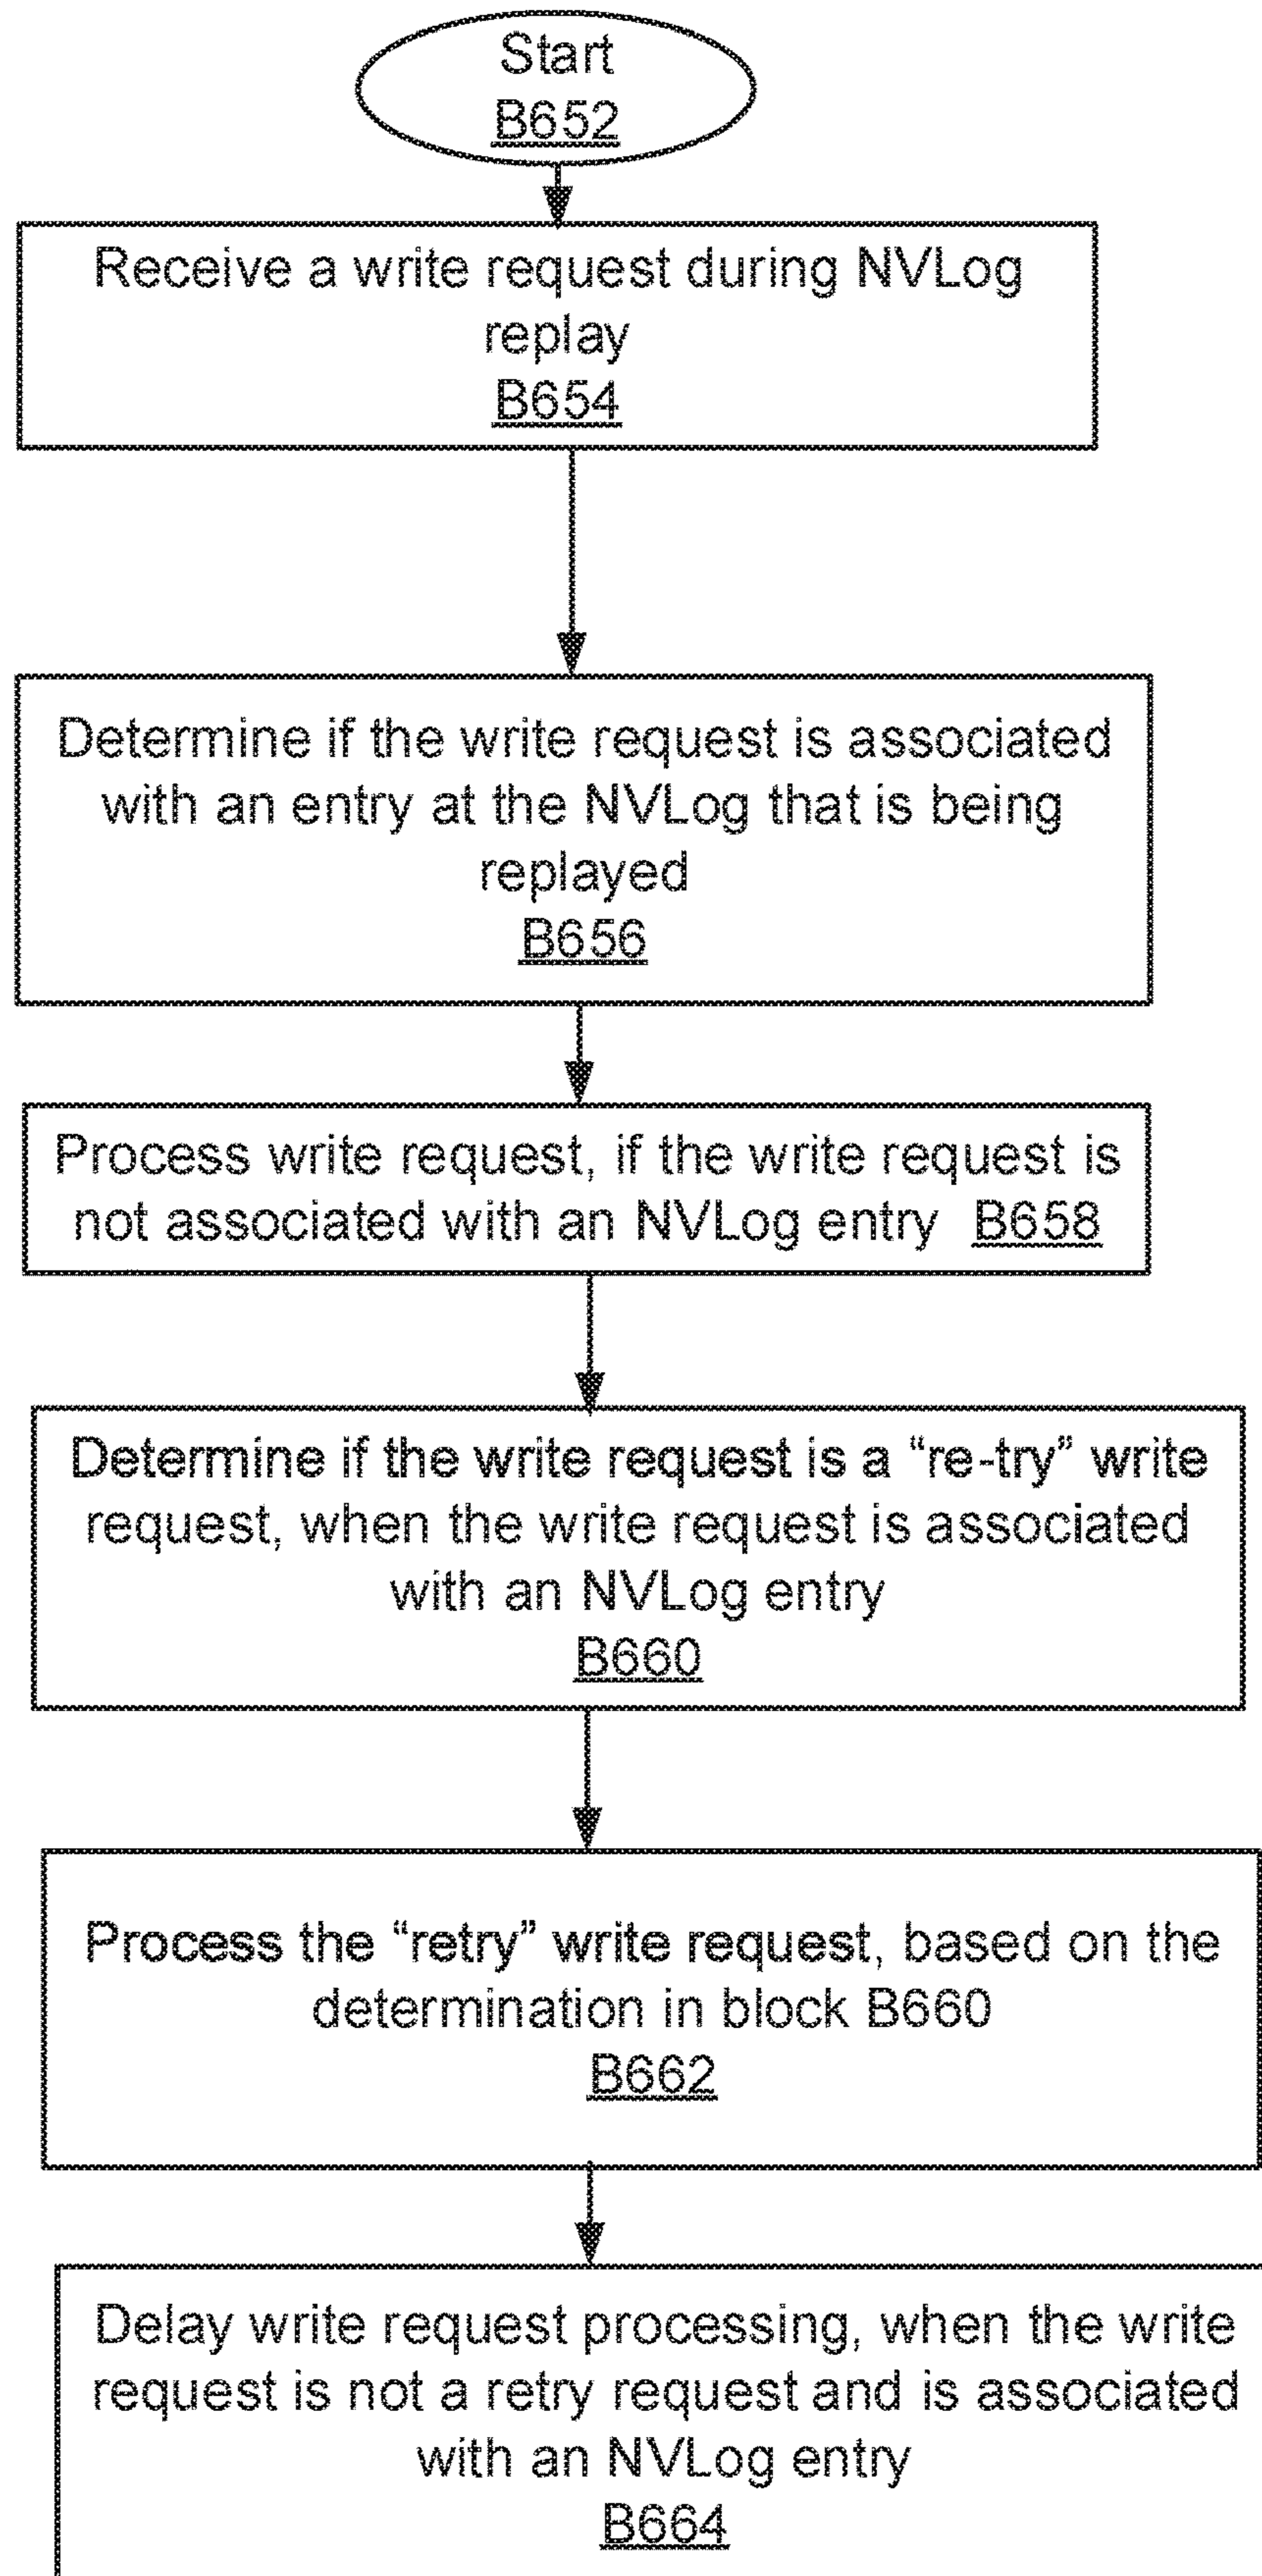 Start
B652
Receive a write request during NVLog
replay
B654
Determine if the write request is associated
with an entry at the NVLog that is being
replayed
B656
Process write request, if the write request is
not associated with an NVLog entry B658
Determine if the write request is a “re-try” write
request, when the write request is associated
with an NVLog entry
B660
Process the “retry” write request, based on the
determination in block B660
B662
Delay write request processing, when the write
request is not a retry request and is associated
with an NVLog entry
B664